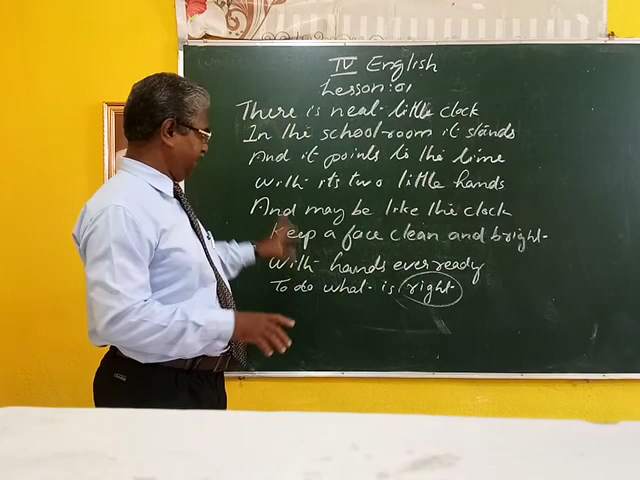 IV English
Lesson: 01
There is neat little clock
In the schoolroom it stands
And it points to the time
with its two little hands
And may be like the clock
Keep a face clean and bright
with hands ever ready
To do what is right